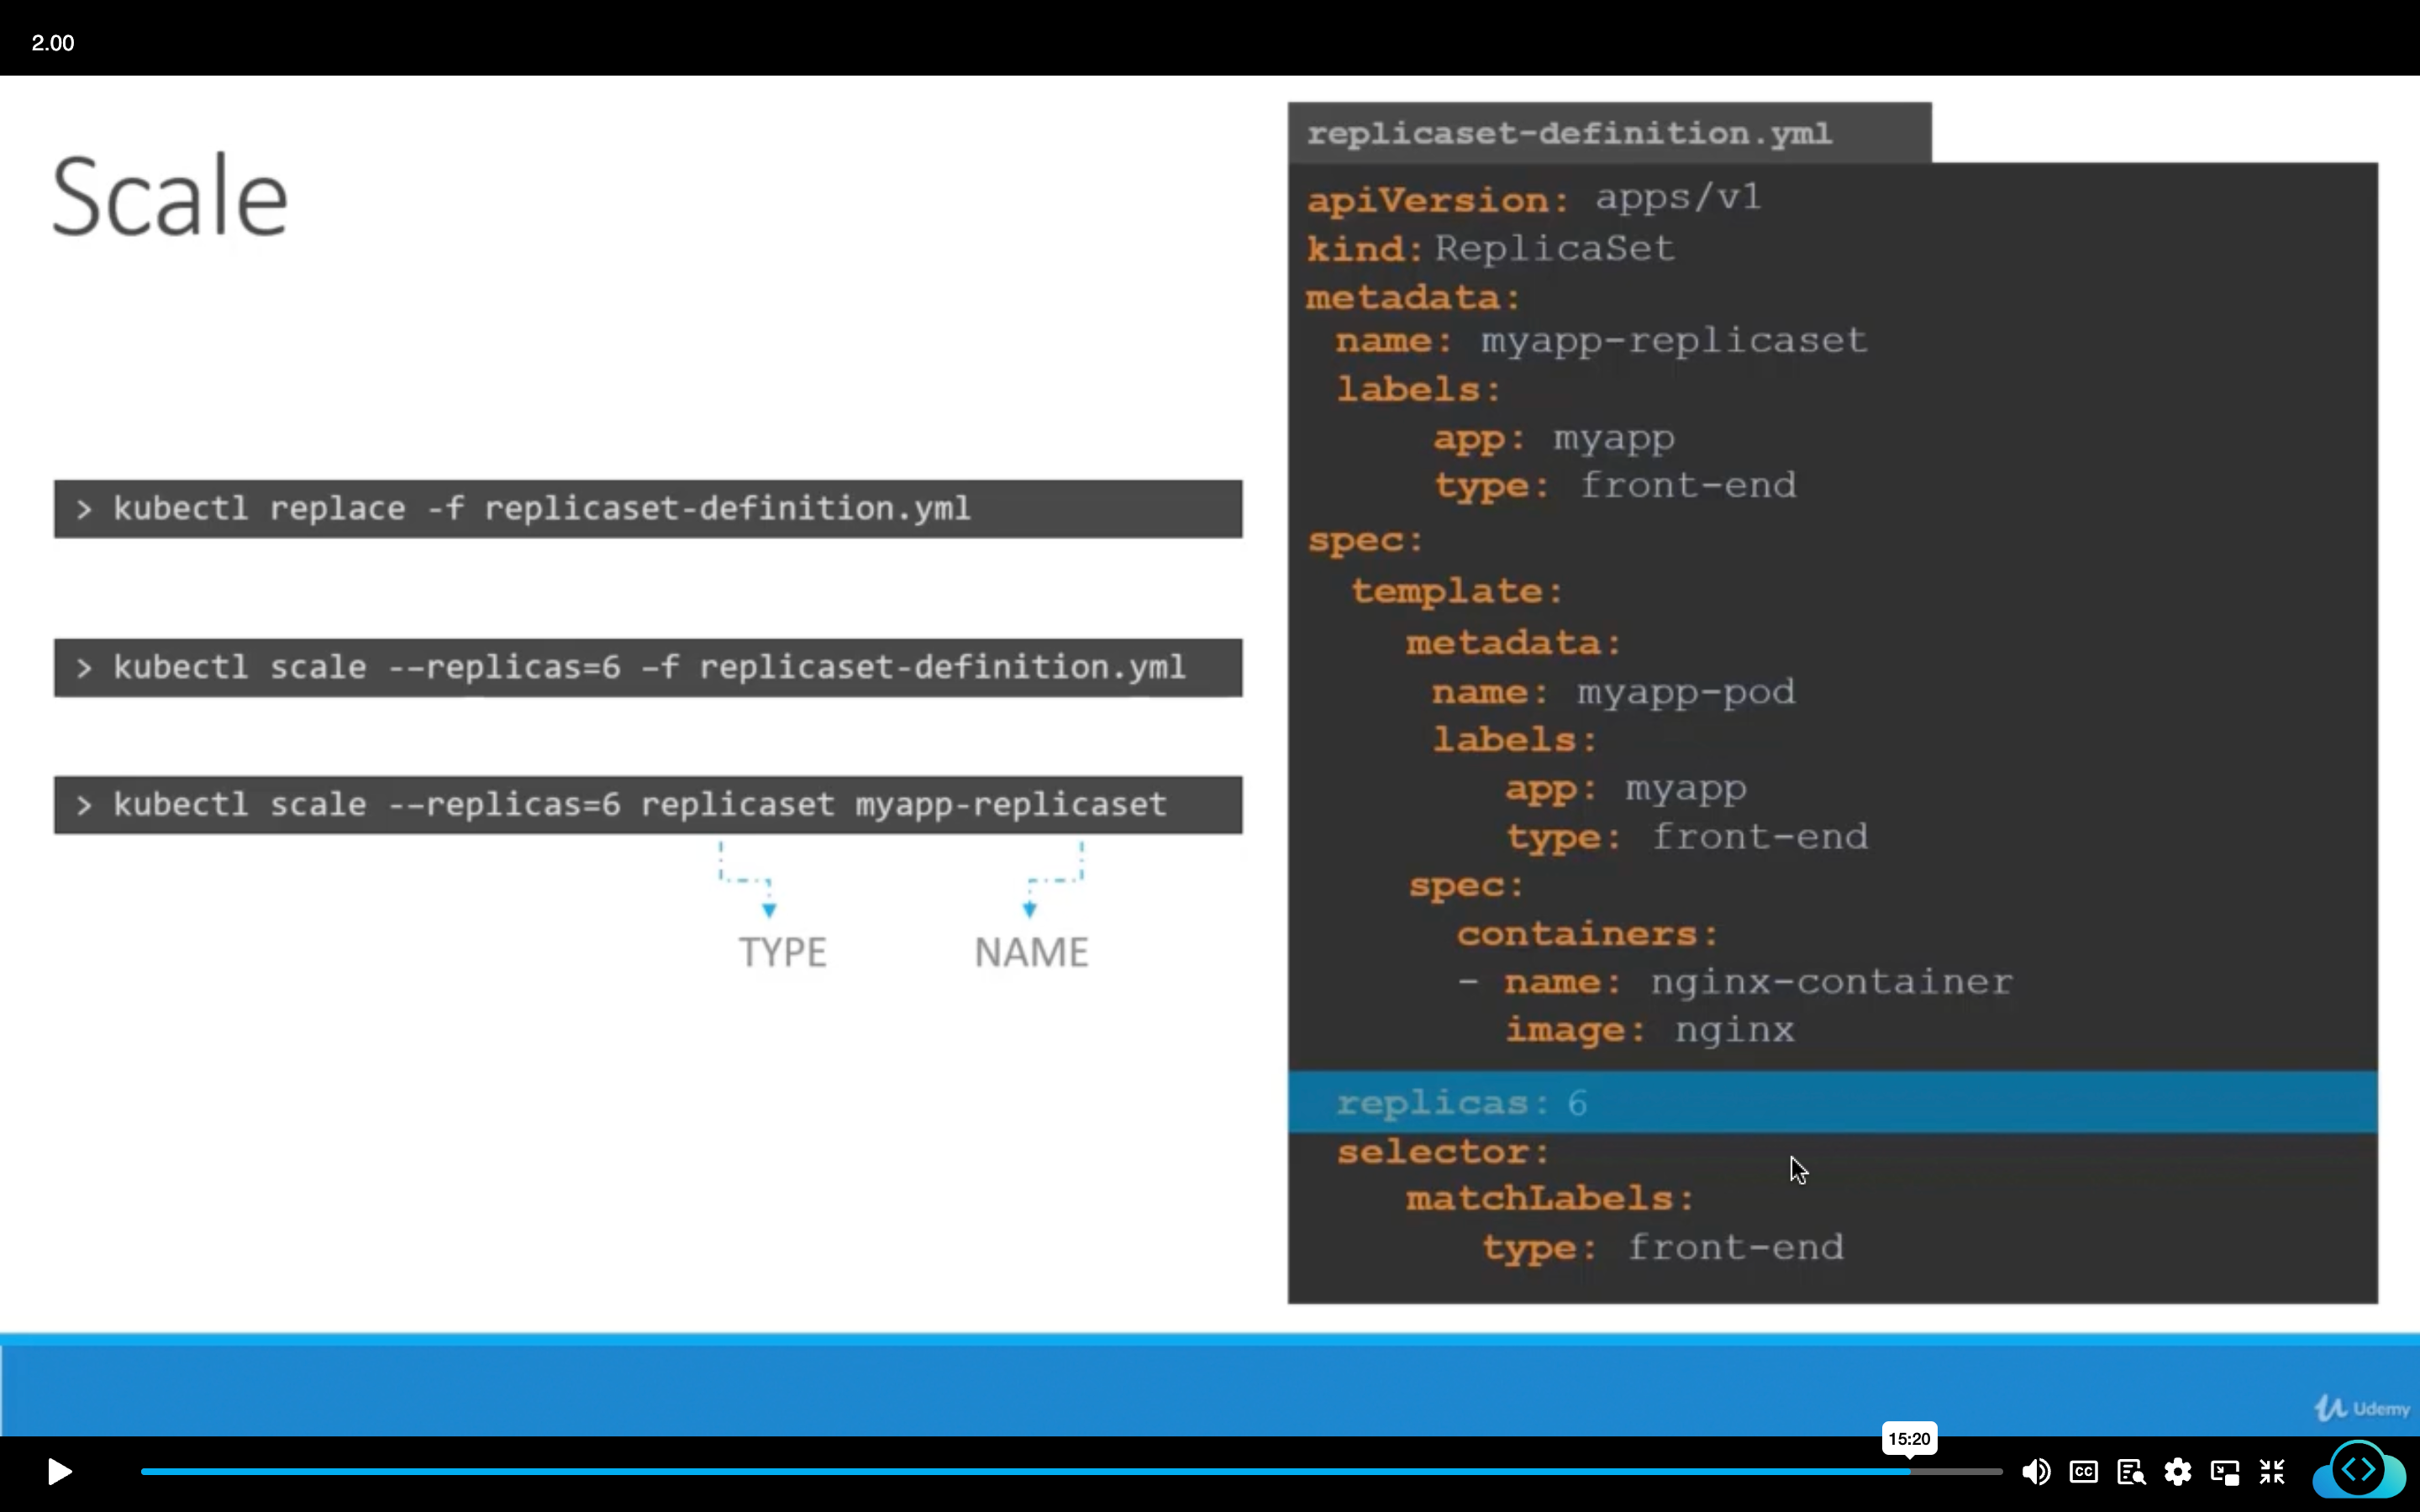 2.00
Scale
> kubectl replace -f replicaset-definition.yml
> kubectl scale --replicas=6 –f replicaset-definition.yml
> kubectl scale --replicas=6 replicaset myapp-replicaset
TYPE NAME
replicaset-definition.yml
apiVersion: apps/v1
kind: ReplicaSet
metadata:
name: myapp-replicaset
labels:
app: myapp
type: front-end
spec:
template:
metadata:
name: myapp-pod
labels:
app: myapp
type: front-end
spec:
containers:
- name: nginx-container
image: nginx
replicas: 6
selector:
matchLabels:
type: front-end
Udemy
15:20
CC